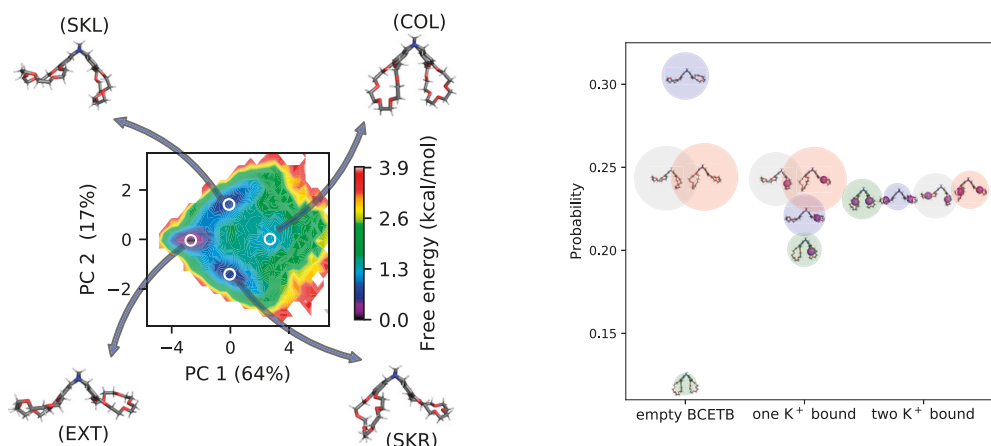 (SKL)
(COL)
PC 2 (17%)
2
0
−2
−4
0
4
PC 1 (64%)
3.9
2.6
1.3
0.0
Free energy (kcal/mol)
(EXT)
(SKR)
Probability
0.30
0.25
0.20
0.15
empty BCETB
one K⁺ bound
two K⁺ bound